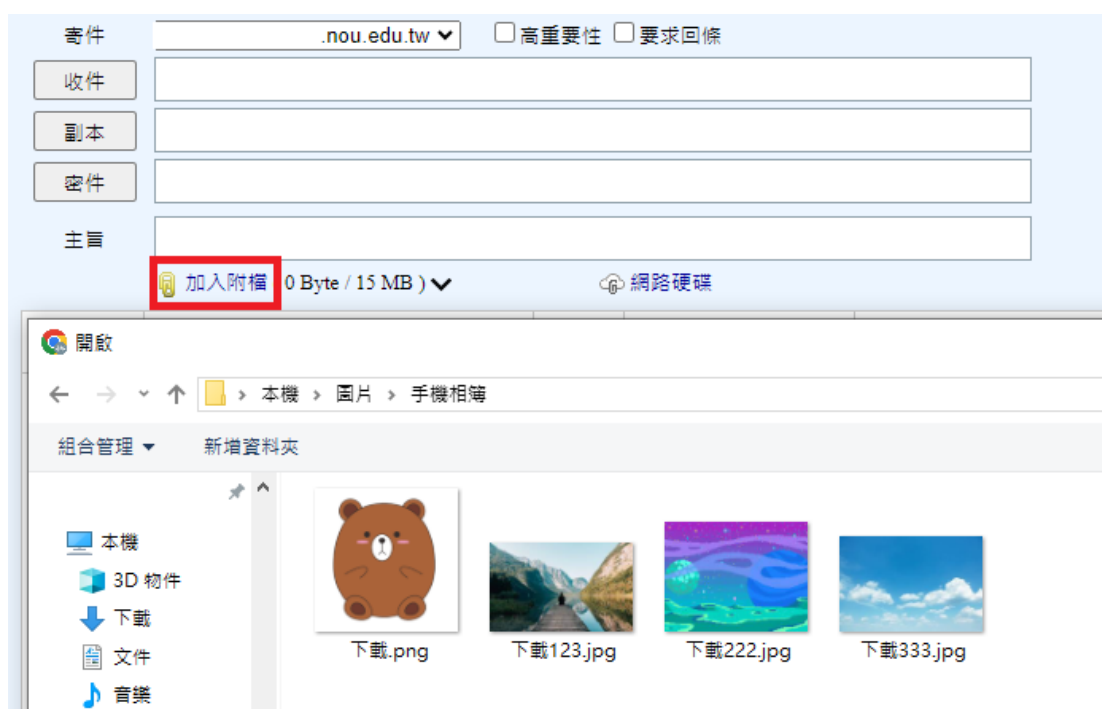 寄件 .nou.edu.tw 高重要性 要求回條
收件
副本
密件
主旨
加入附檔 0 Byte / 15 MB ) 網路硬碟
開啟
本機 > 圖片 > 手機相簿
組合管理 新增資料夾
本機
3D 物件
下載
文件
音樂
下載.png 下載123.jpg 下載222.jpg 下載333.jpg